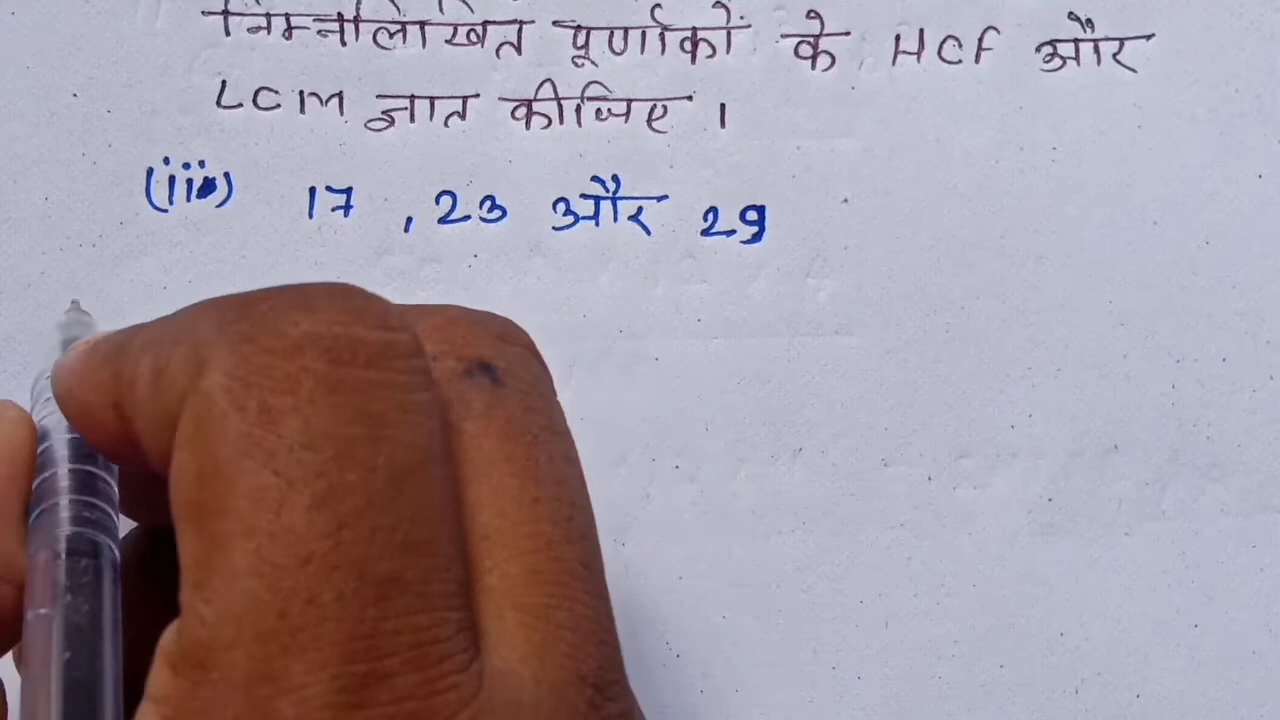 निम्नलिखित पूर्णाकों के HCF और
LCM ज्ञात कीजिए ।
(iii) 17 , 23 और 29